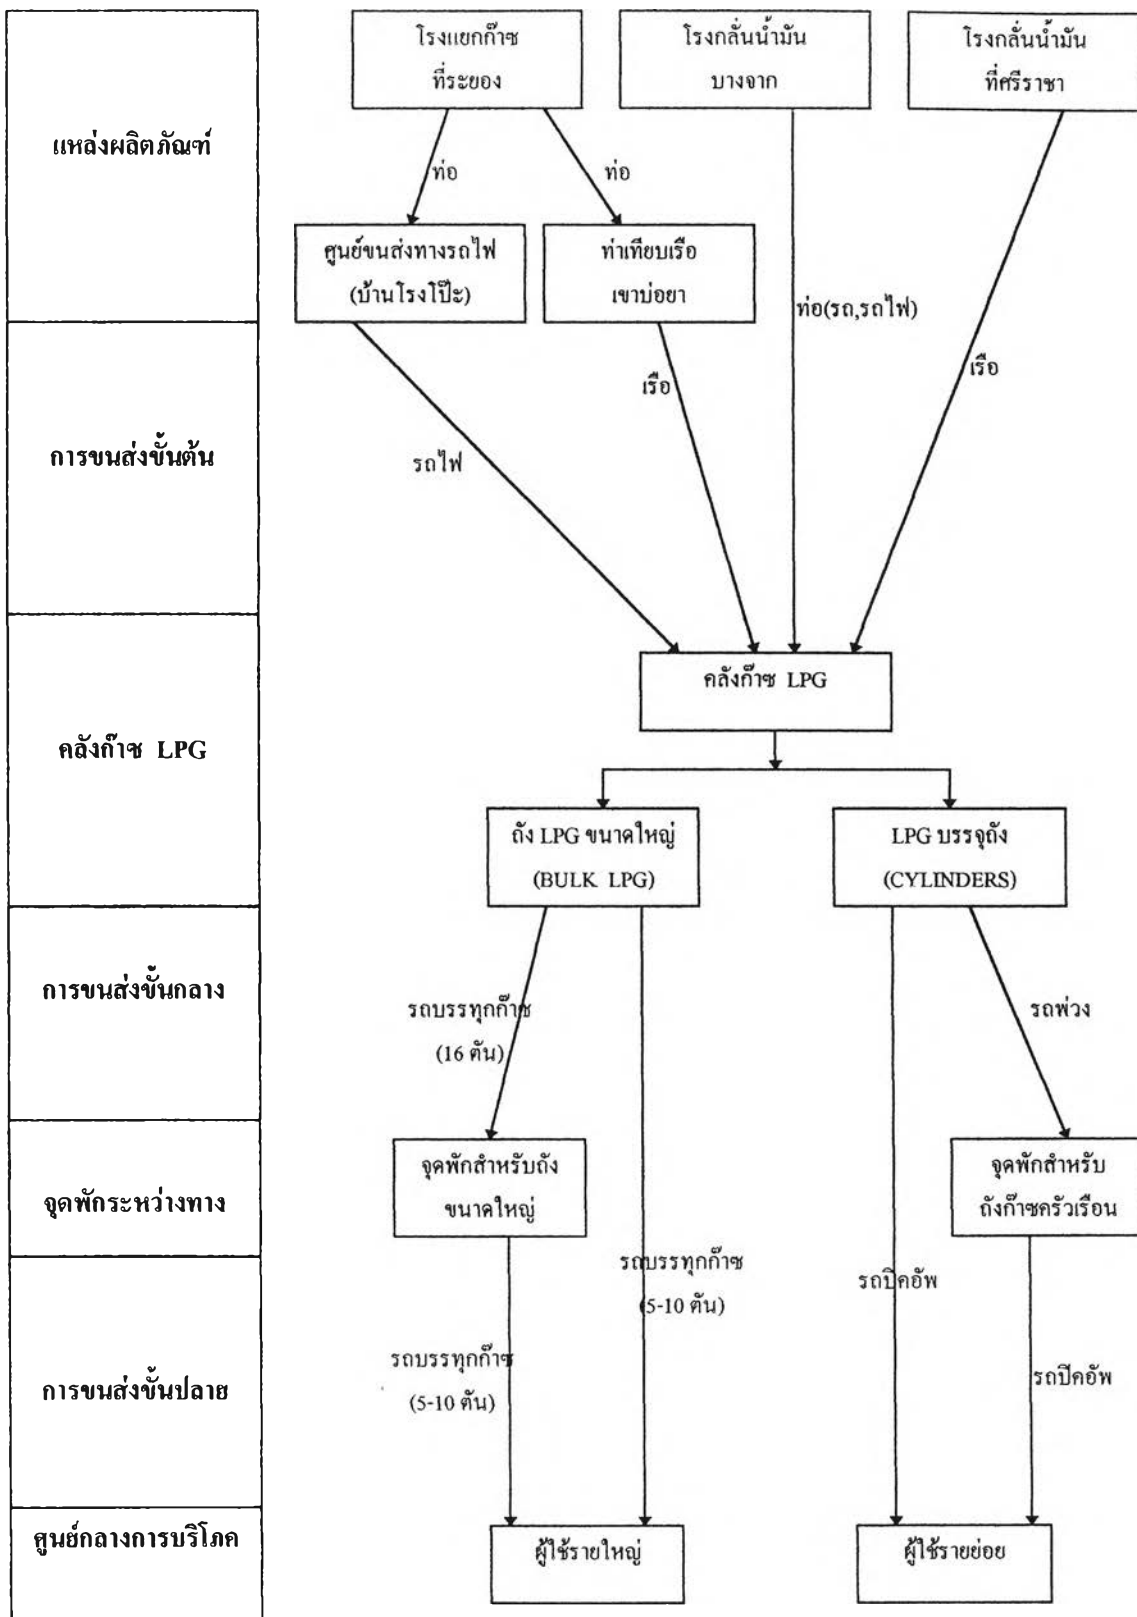 แหล่งผลิตภัณฑ์
การขนส่งขั้นต้น
คลังก๊าซ LPG
การขนส่งขั้นกลาง
จุดพักระหว่างทาง
การขนส่งขั้นปลาย
ศูนย์กลางการบริโภค
โรงแยกก๊าซ
ที่ระยอง
โรงกลั่นน้ำมัน
บางจาก
โรงกลั่นน้ำมัน
ที่ศรีราชา
ท่อ
ท่อ
ศูนย์ขนส่งทางรถไฟ
(บ้านโรงโป๊ะ)
ท่าเทียบเรือ
เขาบ่อยา
ท่อ(รถ,รถไฟ)
เรือ
เรือ
รถไฟ
คลังก๊าซ LPG
ถัง LPG ขนาดใหญ่
(BULK LPG)
LPG บรรจุถัง
(CYLINDERS)
รถบรรทุกก๊าซ
(16 ตัน)
รถพ่วง
จุดพักสำหรับถัง
ขนาดใหญ่
จุดพักสำหรับ
ถังก๊าซครัวเรือน
รถบรรทุกก๊าซ
(5-10 ตัน)
รถปิคอัพ
รถบรรทุกก๊าซ
(5-10 ตัน)
รถปิคอัพ
ผู้ใช้รายใหญ่
ผู้ใช้รายย่อย